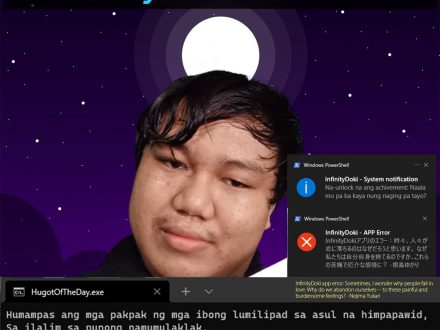 Windows PowerShell
InfinityDoki - System notification
Na-unlock na ang achivement: Naala
mo pa ba kaya nung naging pa tayo?
Windows PowerShell
InfinityDoki - APP Error
InfinityDokiアプリのエラー：時々、人々が
恋に落ちるのはなぜだろうと思います。なぜ
私たちは自分自身を捨てるのですか...これら
の苦痛で厄介な感情に？ -根島ゆかり
InfinityDoki app error: Sometimes, I wonder why people fall in
love. Why do we abandon ourselves-- to these painful and
burdensome feelings? - Nejima Yukari
HugotOfTheDay.exe
Humampas ang mga pakpak ng mga ibong lumilipad sa asul na himpapawid,
Sa ilalim sa punong namumulaklak.